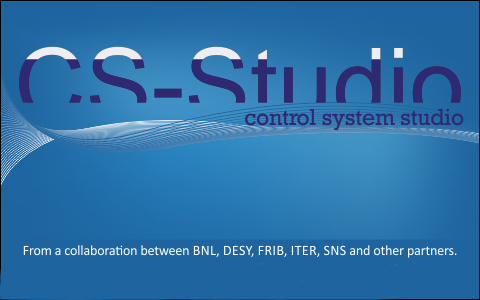 CS-Studio
control system studio
From a collaboration between BNL, DESY, FRIB, ITER, SNS and other partners.